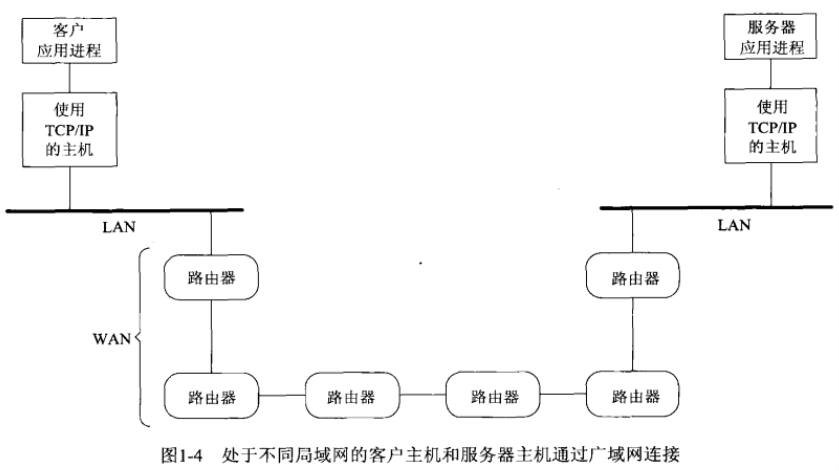 客户
应用进程
服务器
应用进程
使用
TCP/IP
的主机
使用
TCP/IP
的主机
LAN
LAN
路由器
路由器
WAN
路由器
路由器
路由器
路由器
图1-4 处于不同局域网的客户主机和服务器主机通过广域网连接